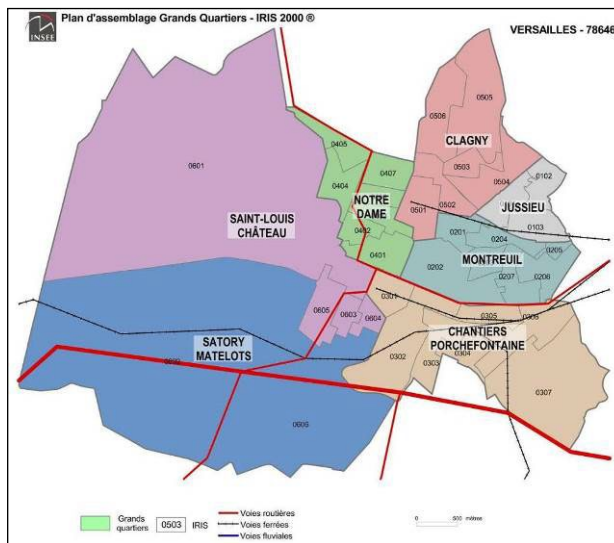 INSEE
Plan d'assemblage Grands Quartiers - IRIS 2000 ®
VERSAILLES - 78646
0505
0506
CLAGNY
0405
0601
0503
0407
0102
0404
0504
NOTRE
DAME
JUSSIEU
0501
0502
SAINT-LOUIS
CHÂTEAU
0402
0201
0204
0103
0401
0205
MONTREUIL
0202
0207
0206
0301
0605
0603
0604
0305
0306
CHANTIERS
PORCHEFONTAINE
SATORY
MATELOTS
0302
0303
0304
0307
Grands
quartiers
0503
IRIS
Voies routières
Voies ferrées
Voies fluviales
0
500
mètres